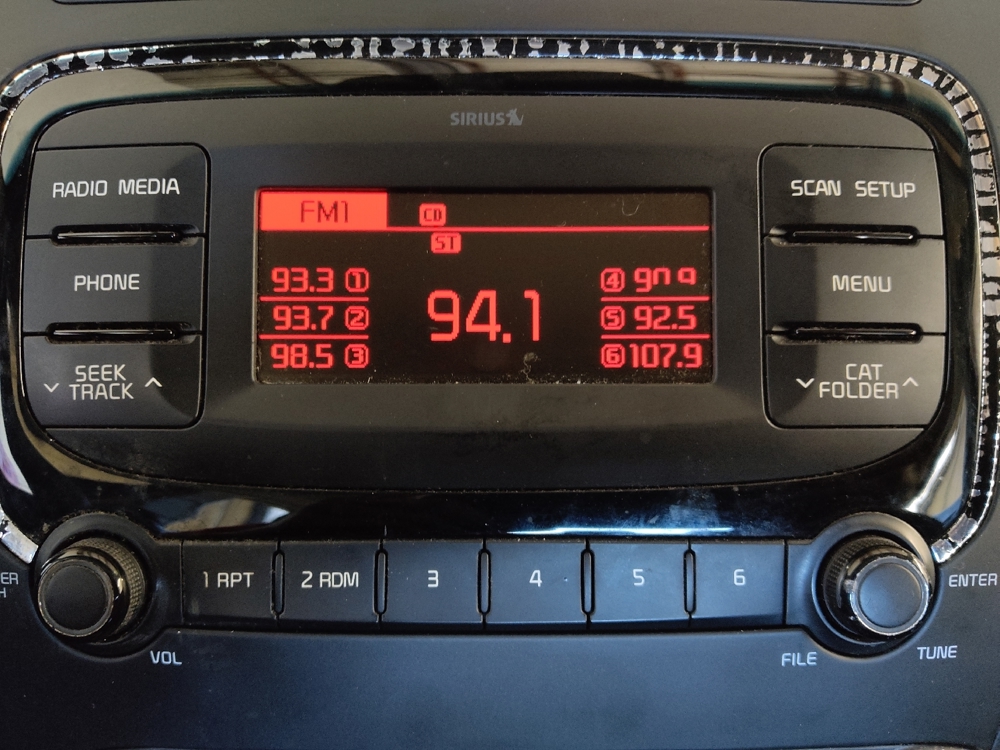 SIRIUS
RADIO MEDIA
SCAN SETUP
FM1
CD
ST
PHONE
MENU
93.3 1
93.7 2
98.5 3
94.1
4
5 92.5
6 107.9
SEEK
TRACK
CAT
FOLDER
1 RPT
2 RDM
3
4
5
6
ENTER
VOL
FILE
TUNE